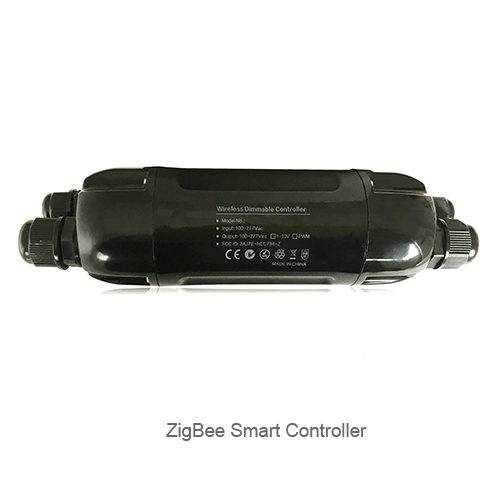 Wireless Dimmable Controller
Model No.:
Input: 100-277Vac
Output: 100-277Vac 1-10V PWM
FCC ID: 2AJ7E-HLC734-Z
CE
MADE IN CHINA
ZigBee Smart Controller